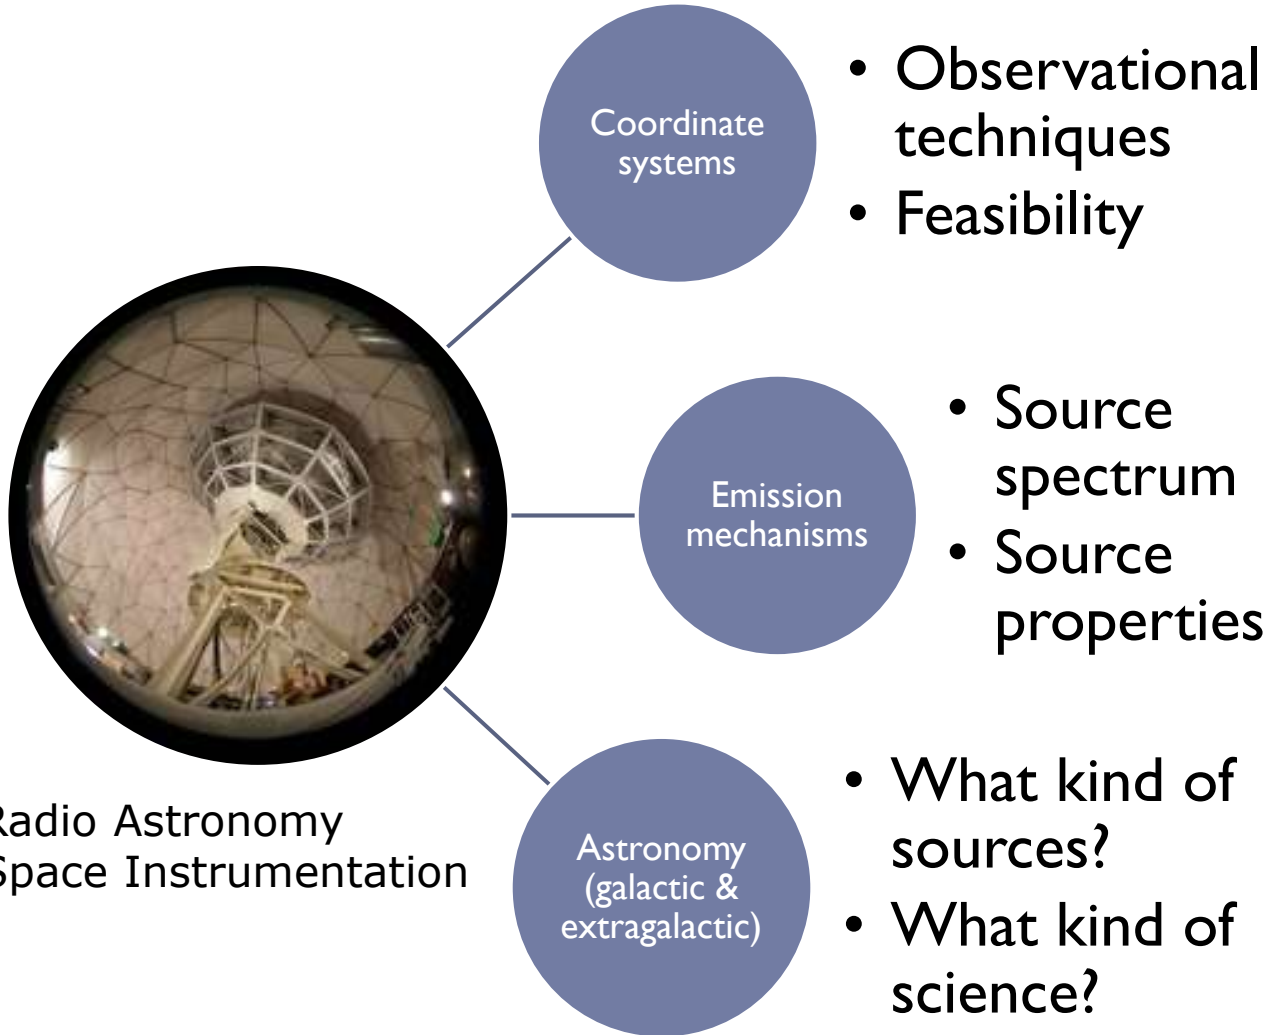 Coordinate
systems
• Observational
techniques
• Feasibility
Emission
mechanisms
• Source
spectrum
• Source
properties
Radio Astronomy
Space Instrumentation
Astronomy
(galactic &
extragalactic)
• What kind of
sources?
• What kind of
science?